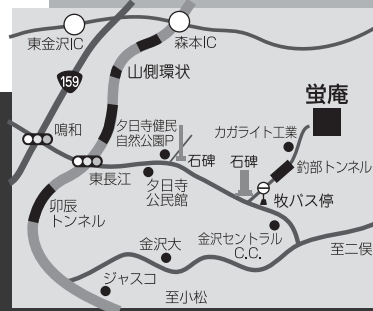 東金沢IC
森本IC
山側環状
159
鳴和
夕日寺健民
自然公園P
石碑
カガライト工業
石碑
蛍庵
釣部トンネル
東長江
夕日寺
公民館
牧バス停
卯辰
トンネル
金沢大
金沢セントラル
C.C.
至二俣
ジャスコ
至小松